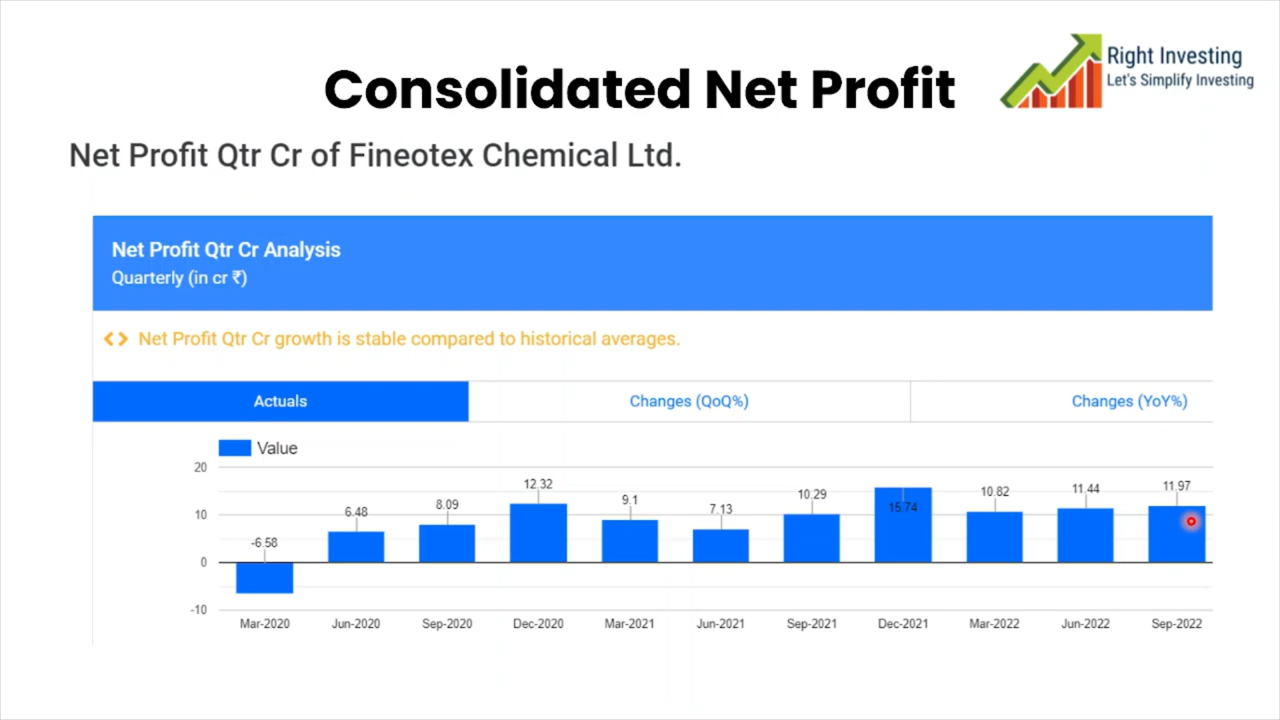 Right Investing
Let's Simplify Investing
Consolidated Net Profit
Net Profit Qtr Cr of Fineotex Chemical Ltd.
Net Profit Qtr Cr Analysis
Quarterly (in cr ₹)
Net Profit Qtr Cr growth is stable compared to historical averages.
Actuals Changes (QoQ%) Changes (YoY%)
Value
20
10
0
-10
-6.58 6.48 8.09 12.32 9.1 7.13 10.29 15.74 10.82 11.44 11.97
Mar-2020 Jun-2020 Sep-2020 Dec-2020 Mar-2021 Jun-2021 Sep-2021 Dec-2021 Mar-2022 Jun-2022 Sep-2022